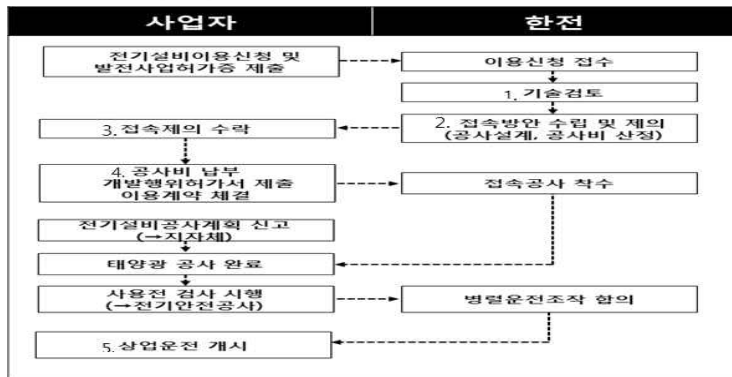 사업자
한전
전기설비이용신청 및
발전사업허가증 제출
이용신청 접수
1. 기술검토
2. 접속방안 수립 및 제의
(공사설계, 공사비 산정)
3. 접속제의 수락
4. 공사비 납부
개발행위허가서 제출
이용계약 체결
접속공사 착수
전기설비공사계획 신고
(→지자체)
태양광 공사 완료
사용전 검사 시행
(→전기안전공사)
병렬운전조작 합의
5. 상업운전 개시